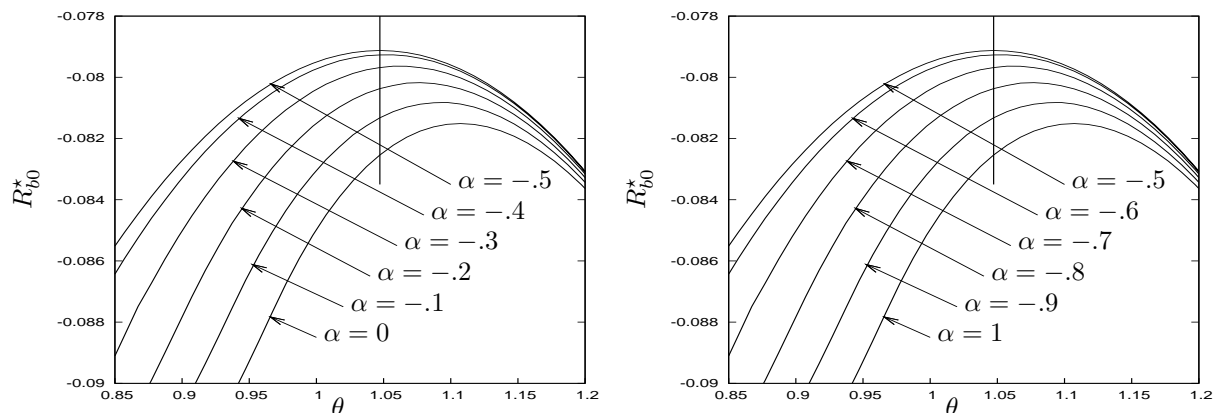 -0.078
-0.08
-0.082
-0.084
-0.086
-0.088
-0.09
R⋆b0
α = −.5
α = −.4
α = −.3
α = −.2
α = −.1
α = 0
0.85 0.9 0.95 1 1.05 1.1 1.15 1.2
θ
-0.078
-0.08
-0.082
-0.084
-0.086
-0.088
-0.09
R⋆b0
α = −.5
α = −.6
α = −.7
α = −.8
α = −.9
α = 1
0.85 0.9 0.95 1 1.05 1.1 1.15 1.2
θ